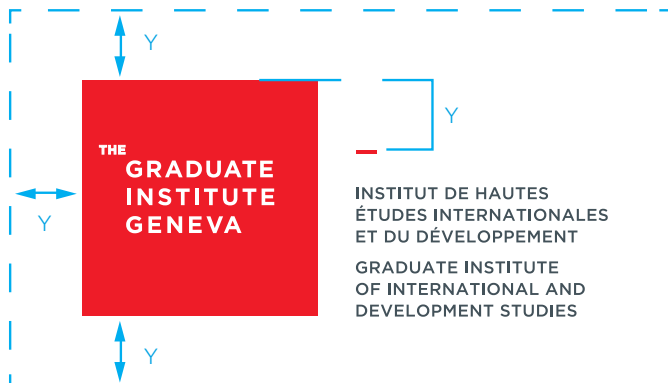 Y
Y
THE
GRADUATE
INSTITUTE
GENEVA
Y
INSTITUT DE HAUTES
ÉTUDES INTERNATIONALES
ET DU DÉVELOPPEMENT
GRADUATE INSTITUTE
OF INTERNATIONAL AND
DEVELOPMENT STUDIES
Y